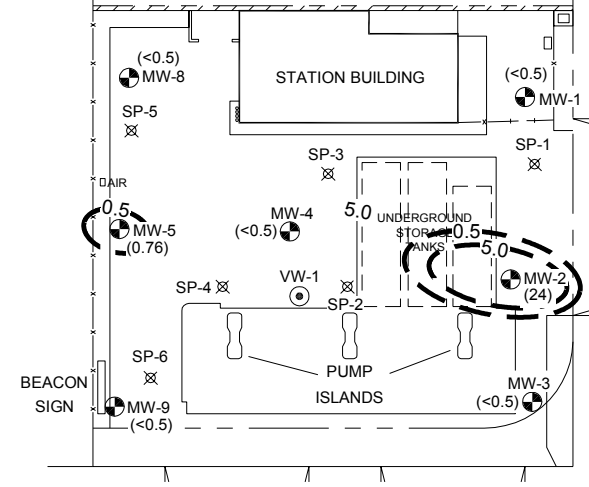 (<0.5)
MW-8
STATION BUILDING
(<0.5)
MW-1
SP-5
SP-3
SP-1
AIR
0.5
MW-5
(0.76)
MW-4
(<0.5)
5.0
UNDERGROUND
STORAGE
TANKS
0.5
5.0
MW-2
(24)
SP-4
VW-1
SP-2
SP-6
PUMP
ISLANDS
BEACON
SIGN
MW-9
(<0.5)
MW-3
(<0.5)